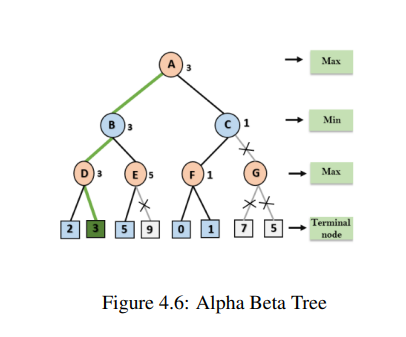 A 3 Max
B 3 C 1 Min
D 3 E 5 F 1 G Max
2 3 5 9 0 1 7 5 Terminal
node
Figure 4.6: Alpha Beta Tree